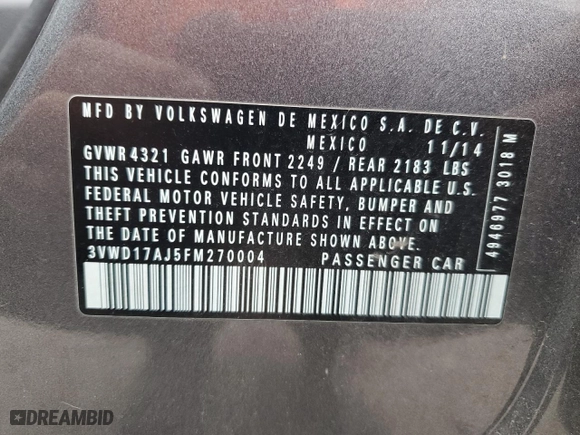 MFD BY VOLKSWAGEN DE MEXICO S.A. DE C.V.
MEXICO 11/14
GVWR 4321 GAWR FRONT 2249 / REAR 2183 LBS
THIS VEHICLE CONFORMS TO ALL APPLICABLE U.S.
FEDERAL MOTOR VEHICLE SAFETY, BUMPER AND
THEFT PREVENTION STANDARDS IN EFFECT ON
THE DATE OF MANUFACTURE SHOWN ABOVE.
3VWD17AJ5FM270004 PASSENGER CAR
4946977 3018 M
DREAMBID